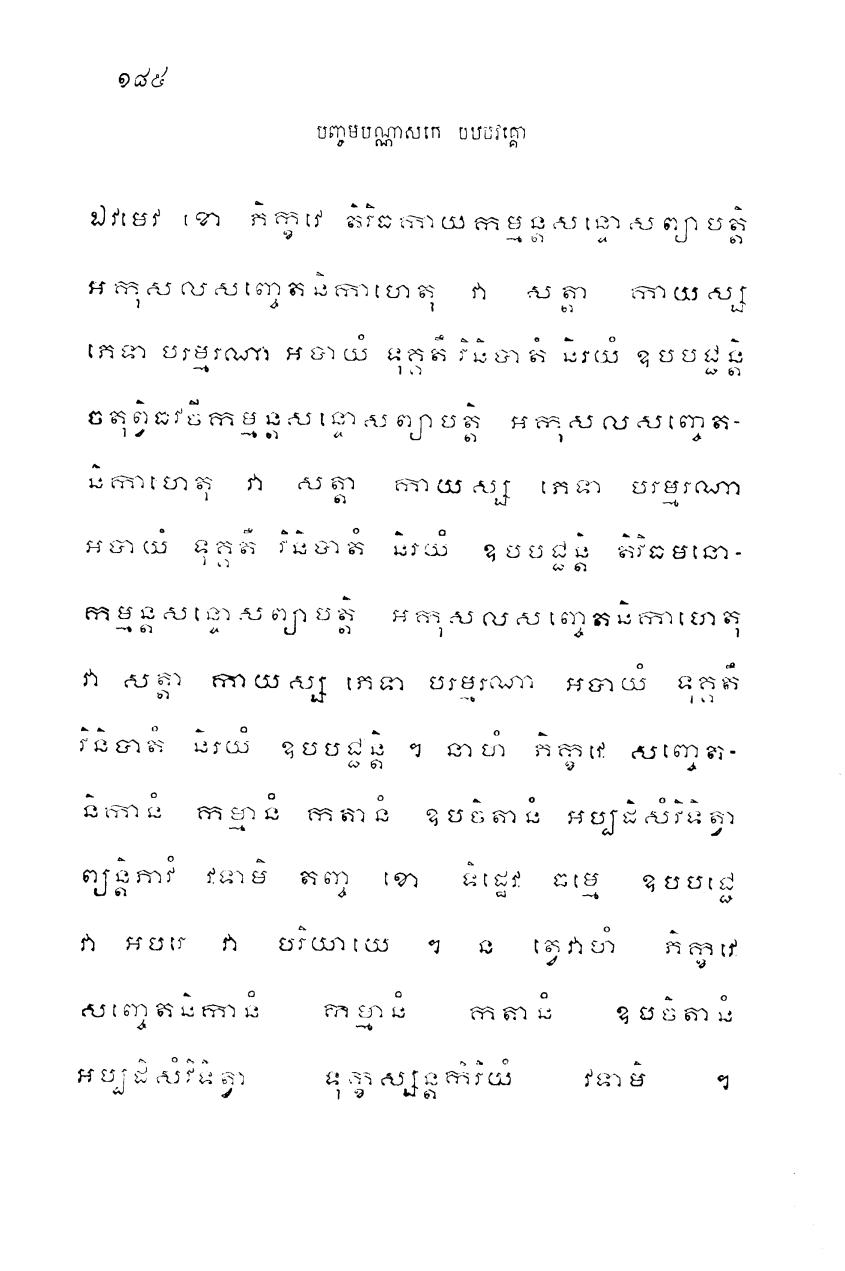 ១៨៥
បញ្ចមបណ្ណាសកេ បឋមវគ្គោ
ឯវមេវ ខោ ភិក្ខវេ តិវិធកាយកម្មន្តសន្ទោសព្យាបត្តិ
អកុសលសញ្ចេតនិកាហេតុ វា សត្តា កាយស្ស
ភេទា បរម្មរណា អបាយំ ទុគ្គតឹ វិនិបាតំ និរយំ ឧបបជ្ជន្តិ
ចតុព្វិធវចីកម្មន្តសន្ទោសព្យាបត្តិ អកុសលសញ្ចេត-
និកាហេតុ វា សត្តា កាយស្ស ភេទា បរម្មរណា
អបាយំ ទុគ្គតឹ វិនិបាតំ និរយំ ឧបបជ្ជន្តិ តិវិធមនោ-
កម្មន្តសន្ទោសព្យាបត្តិ អកុសលសញ្ចេតនិកាហេតុ
វា សត្តា កាយស្ស ភេទា បរម្មរណា អបាយំ ទុគ្គតឹ
វិនិបាតំ និរយំ ឧបបជ្ជន្តិ ។ នាហំ ភិក្ខវេ សញ្ចេត-
និកានំ កម្មានំ កតានំ ឧបចិតានំ អប្បដិសំវិទិត្វា
ព្យន្តិភាវំ វទាមិ តញ្ច ខោ ទិដ្ឋេវ ធម្មេ ឧបបជ្ជេ
វា អបរេ វា បរិយាយេ ។ ន ត្វេវាហំ ភិក្ខវេ
សញ្ចេតនិកានំ កម្មានំ កតានំ ឧបចិតានំ
អប្បដិសំវិទិត្វា ទុក្ខស្សន្តកិរិយំ វទាមិ ។